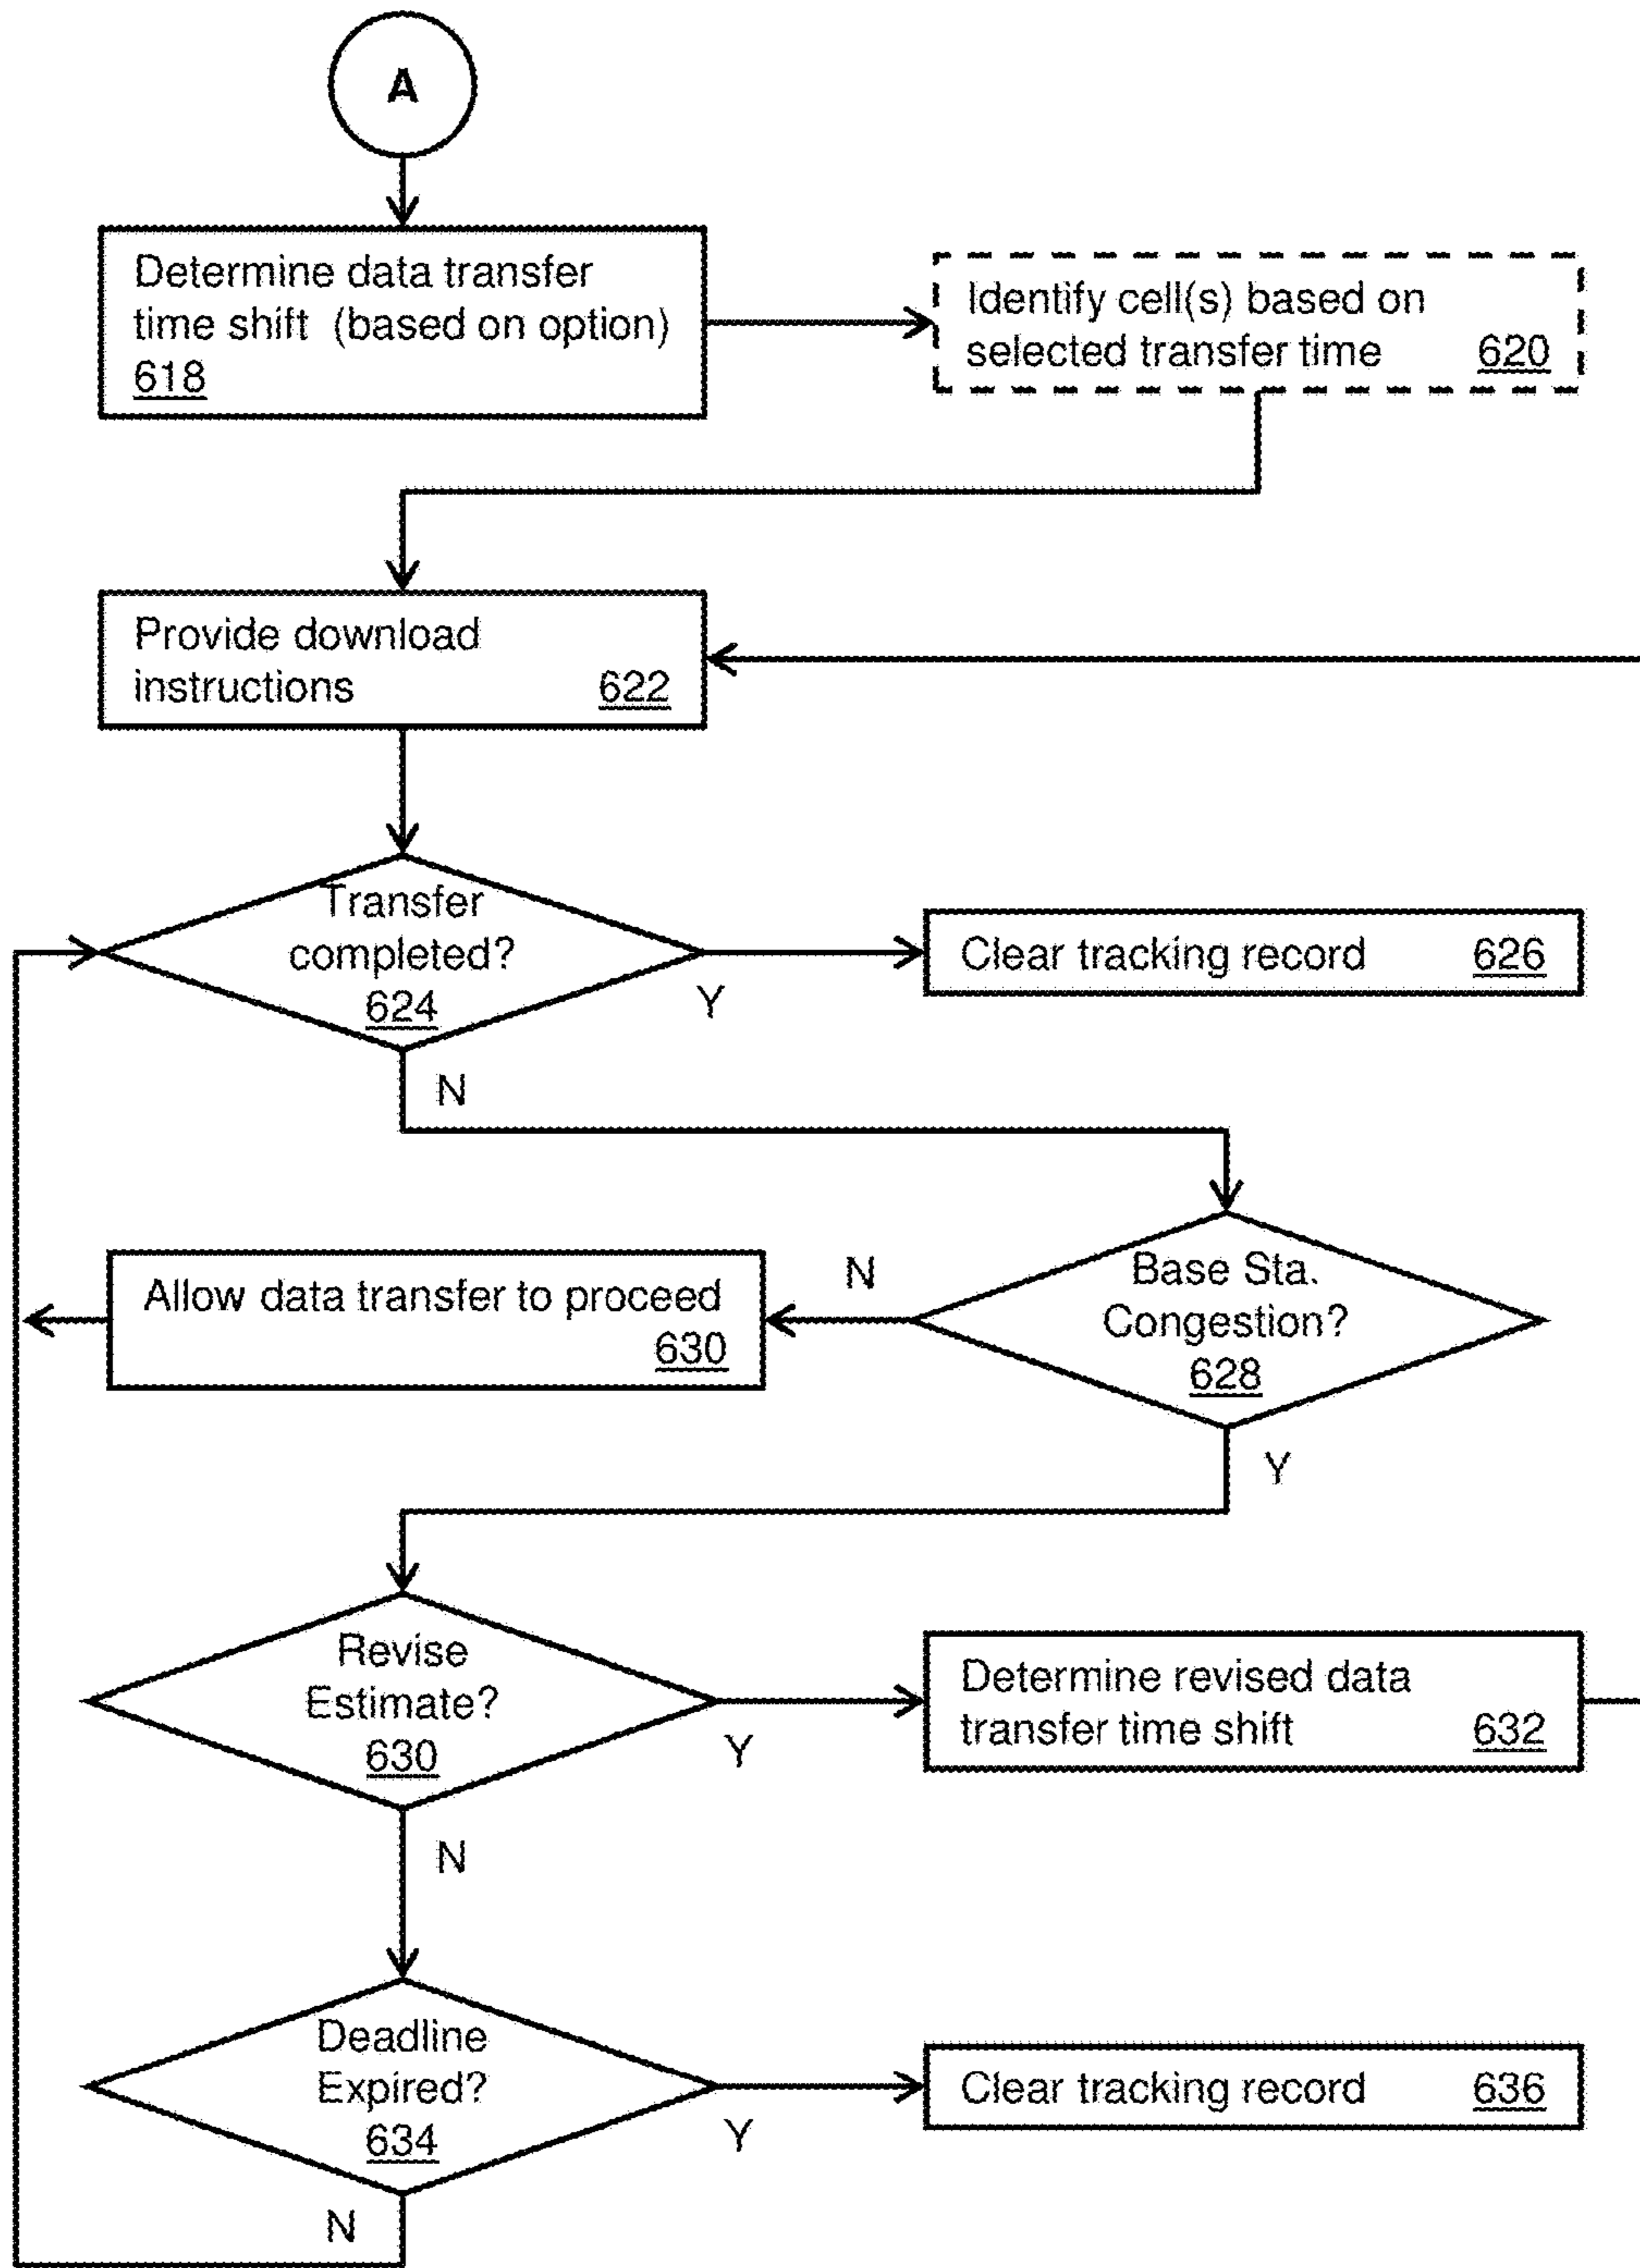 A
Determine data transfer
time shift (based on option)
618
Identify cell(s) based on
selected transfer time 620
Provide download
instructions 622
Transfer
completed?
624
Y
Clear tracking record 626
N
Base Sta.
Congestion?
628
N
Allow data transfer to proceed
630
Y
Revise
Estimate?
630
Y
Determine revised data
transfer time shift 632
N
Deadline
Expired?
634
Y
Clear tracking record 636
N